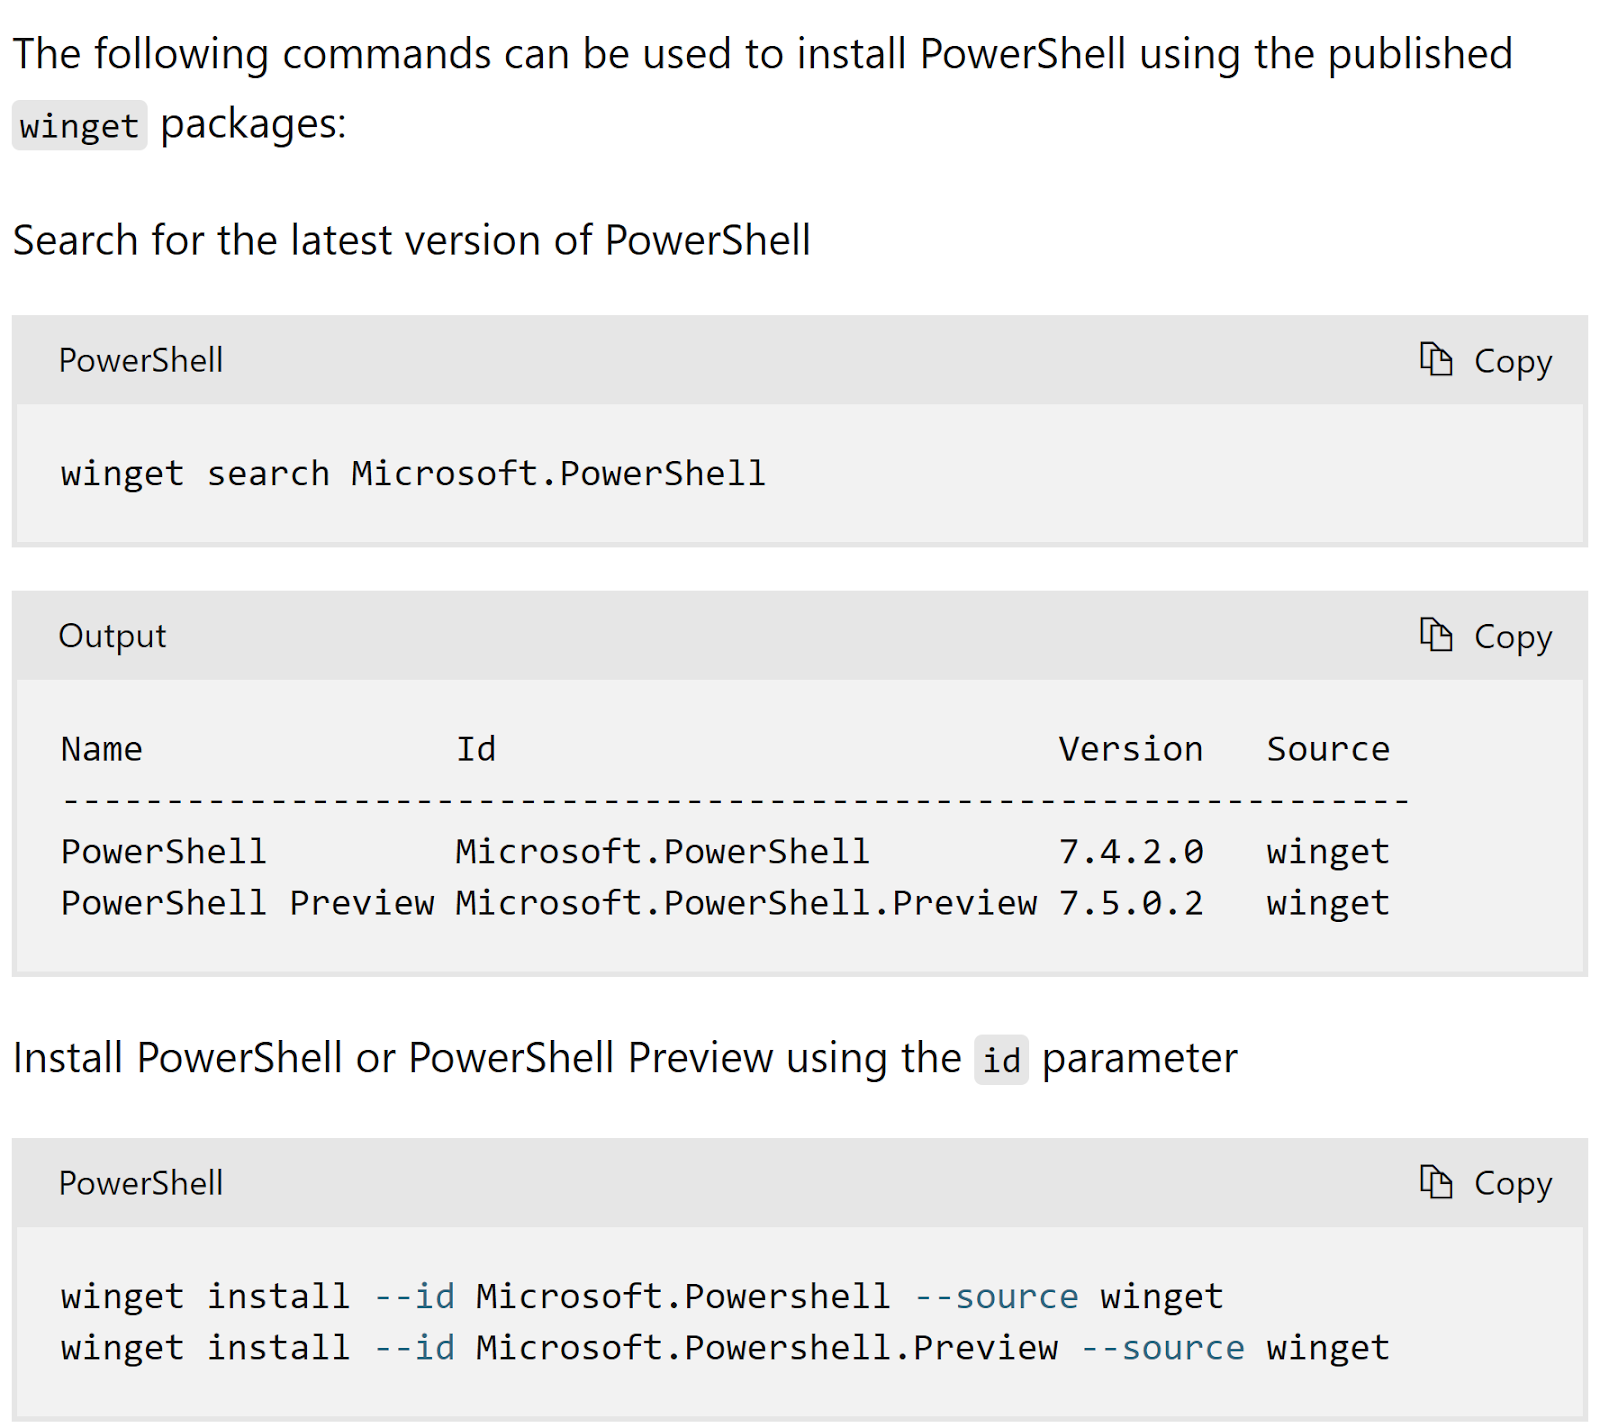 The following commands can be used to install PowerShell using the published
winget packages:
Search for the latest version of PowerShell
PowerShell Copy
winget search Microsoft.PowerShell
Output Copy
Name Id Version Source
-----------------------------------------------------------------
PowerShell Microsoft.PowerShell 7.4.2.0 winget
PowerShell Preview Microsoft.PowerShell.Preview 7.5.0.2 winget
Install PowerShell or PowerShell Preview using the id parameter
PowerShell Copy
winget install --id Microsoft.Powershell --source winget
winget install --id Microsoft.Powershell.Preview --source winget